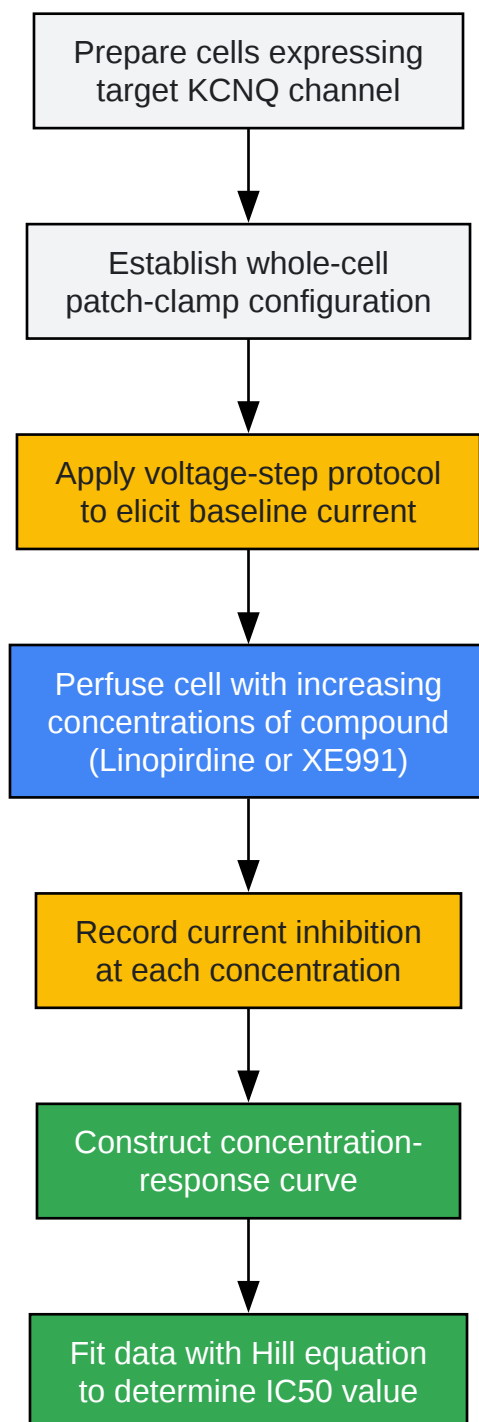 Prepare cells expressing
target KCNQ channel
Establish whole-cell
patch-clamp configuration
Apply voltage-step protocol
to elicit baseline current
Perfuse cell with increasing
concentrations of compound
(Linopirdine or XE991)
Record current inhibition
at each concentration
Construct concentration-
response curve
Fit data with Hill equation
to determine IC50 value